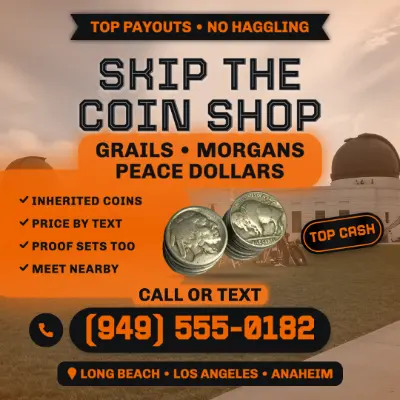 TOP PAYOUTS • NO HAGGLING
SKIP THE
COIN SHOP
GRAILS • MORGANS
PEACE DOLLARS
INHERITED COINS
PRICE BY TEXT
PROOF SETS TOO
MEET NEARBY
TOP CASH
CALL OR TEXT
(949) 555-0182
LONG BEACH • LOS ANGELES • ANAHEIM